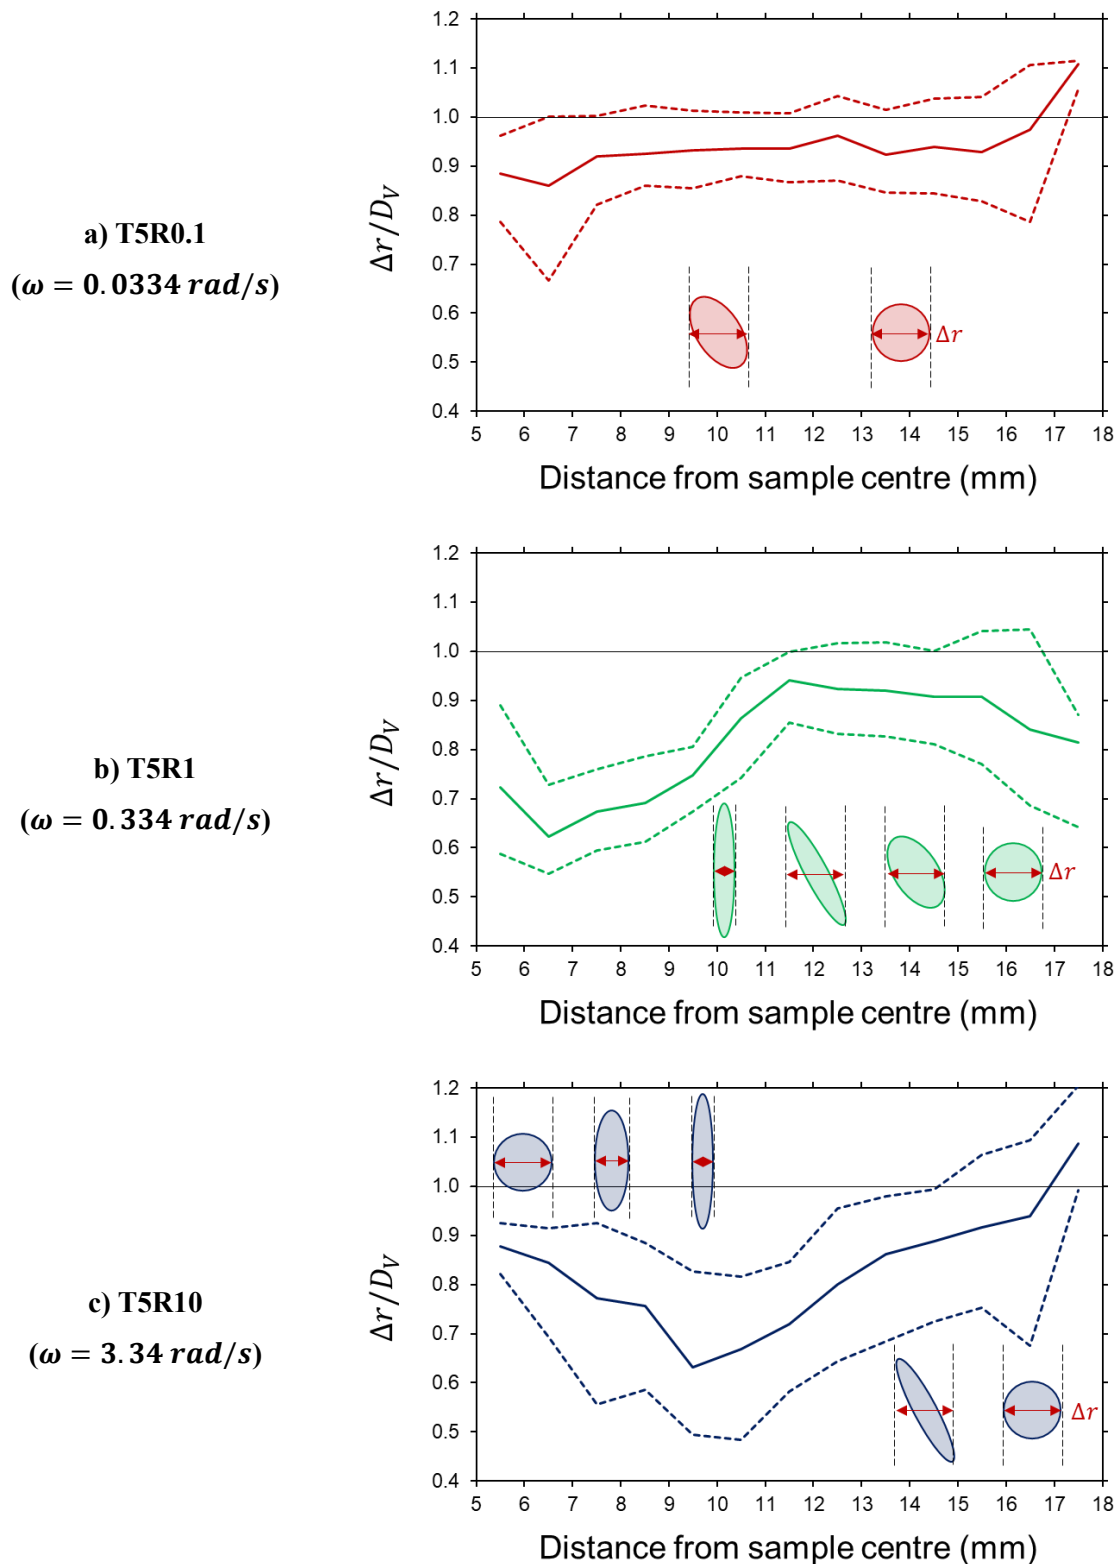 a) T5R0.1
(ω = 0.0334 rad/s)
Δr/D_V
1.2
1.1
1.0
0.9
0.8
0.7
0.6
0.5
0.4
Δr
5 6 7 8 9 10 11 12 13 14 15 16 17 18
Distance from sample centre (mm)
b) T5R1
(ω = 0.334 rad/s)
Δr/D_V
1.2
1.1
1.0
0.9
0.8
0.7
0.6
0.5
0.4
Δr
5 6 7 8 9 10 11 12 13 14 15 16 17 18
Distance from sample centre (mm)
c) T5R10
(ω = 3.34 rad/s)
Δr/D_V
1.2
1.1
1.0
0.9
0.8
0.7
0.6
0.5
0.4
Δr
5 6 7 8 9 10 11 12 13 14 15 16 17 18
Distance from sample centre (mm)